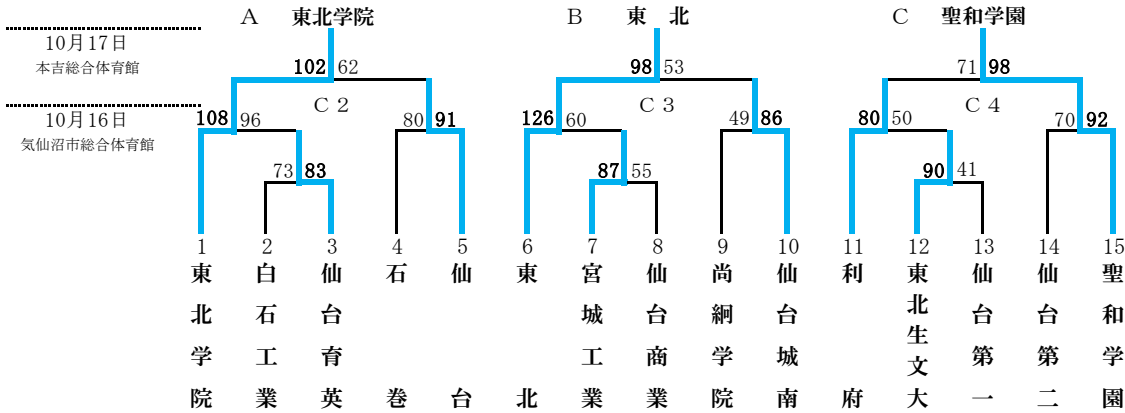 A 東北学院 B 東 北 C 聖和学園
10月17日
本吉総合体育館
102 62 98 53 71 98
C2 C3 C4
10月16日
気仙沼市総合体育館
108 96 80 91 126 60 49 86 80 50 70 92
73 83 87 55 90 41
1 2 3 4 5 6 7 8 9 10 11 12 13 14 15
東北学院
白石工業
仙台育英
石巻
仙台
東北
宮城工業
仙台商業
尚絅学院
仙台城南
利府
東北生文大
仙台第一
仙台第二
聖和学園